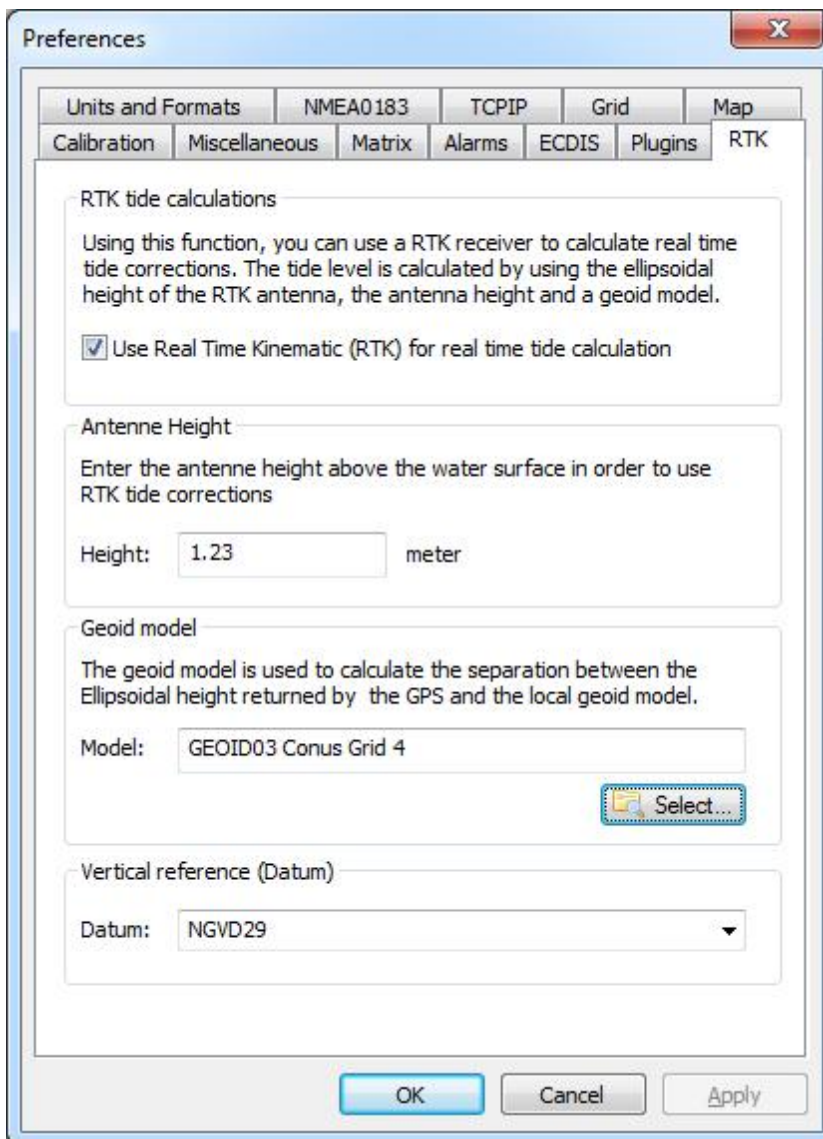 Preferences
Units and Formats NMEA0183 TCPIP Grid Map
Calibration Miscellaneous Matrix Alarms ECDIS Plugins RTK
RTK tide calculations
Using this function, you can use a RTK receiver to calculate real time
tide corrections. The tide level is calculated by using the ellipsoidal
height of the RTK antenna, the antenna height and a geoid model.
Use Real Time Kinematic (RTK) for real time tide calculation
Antenne Height
Enter the antenne height above the water surface in order to use
RTK tide corrections
Height: 1.23 meter
Geoid model
The geoid model is used to calculate the separation between the
Ellipsoidal height returned by the GPS and the local geoid model.
Model: GEOID03 Conus Grid 4
Select...
Vertical reference (Datum)
Datum: NGVD29
OK Cancel Apply